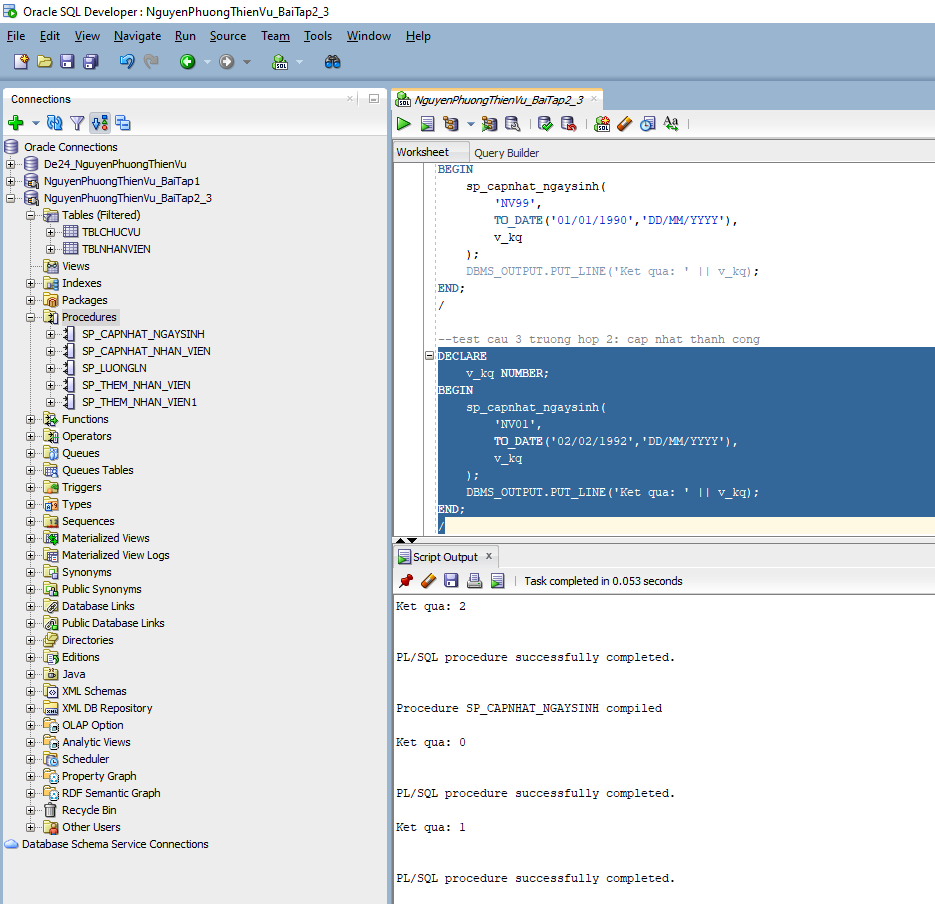 Oracle SQL Developer : NguyenPhuongThienVu_BaiTap2_3
File Edit View Navigate Run Source Team Tools Window Help
Connections
Oracle Connections
De24_NguyenPhuongThienVu
NguyenPhuongThienVu_BaiTap1
NguyenPhuongThienVu_BaiTap2_3
Tables (Filtered)
TBLCHUCVU
TBLNHANVIEN
Views
Indexes
Packages
Procedures
SP_CAPNHAT_NGAYSINH
SP_CAPNHAT_NHAN_VIEN
SP_LUONGLN
SP_THEM_NHAN_VIEN
SP_THEM_NHAN_VIEN1
Functions
Operators
Queues
Queues Tables
Triggers
Types
Sequences
Materialized Views
Materialized View Logs
Synonyms
Public Synonyms
Database Links
Public Database Links
Directories
Editions
Java
XML Schemas
XML DB Repository
OLAP Option
Analytic Views
Scheduler
Property Graph
RDF Semantic Graph
Recycle Bin
Other Users
Database Schema Service Connections
NguyenPhuongThienVu_BaiTap2_3
Worksheet Query Builder
BEGIN
sp_capnhat_ngaysinh(
'NV99',
TO_DATE('01/01/1990','DD/MM/YYYY'),
v_kq
);
DBMS_OUTPUT.PUT_LINE('Ket qua: ' || v_kq);
END;
/
--test cau 3 truong hop 2: cap nhat thanh cong
DECLARE
v_kq NUMBER;
BEGIN
sp_capnhat_ngaysinh(
'NV01',
TO_DATE('02/02/1992','DD/MM/YYYY'),
v_kq
);
DBMS_OUTPUT.PUT_LINE('Ket qua: ' || v_kq);
END;
/
Script Output
Task completed in 0.053 seconds
Ket qua: 2
PL/SQL procedure successfully completed.
Procedure SP_CAPNHAT_NGAYSINH compiled
Ket qua: 0
PL/SQL procedure successfully completed.
Ket qua: 1
PL/SQL procedure successfully completed.